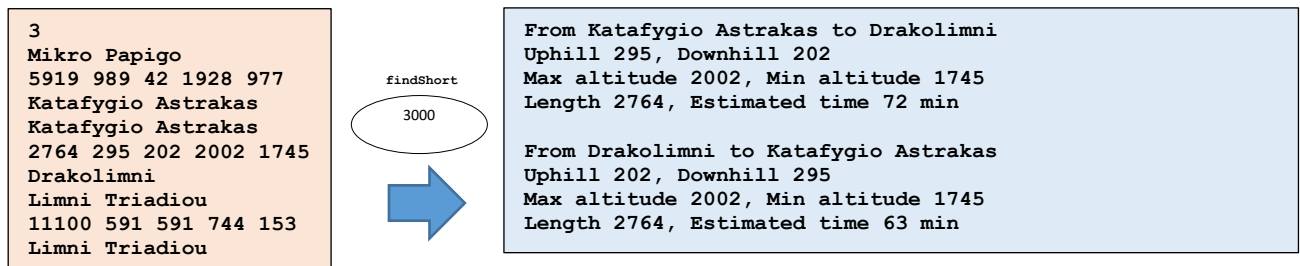 3
Mikro Papigo
5919 989 42 1928 977
Katafygio Astrakas
Katafygio Astrakas
2764 295 202 2002 1745
Drakolimni
Limni Triadiou
11100 591 591 744 153
Limni Triadiou
findShort
3000
From Katafygio Astrakas to Drakolimni
Uphill 295, Downhill 202
Max altitude 2002, Min altitude 1745
Length 2764, Estimated time 72 min
From Drakolimni to Katafygio Astrakas
Uphill 202, Downhill 295
Max altitude 2002, Min altitude 1745
Length 2764, Estimated time 63 min